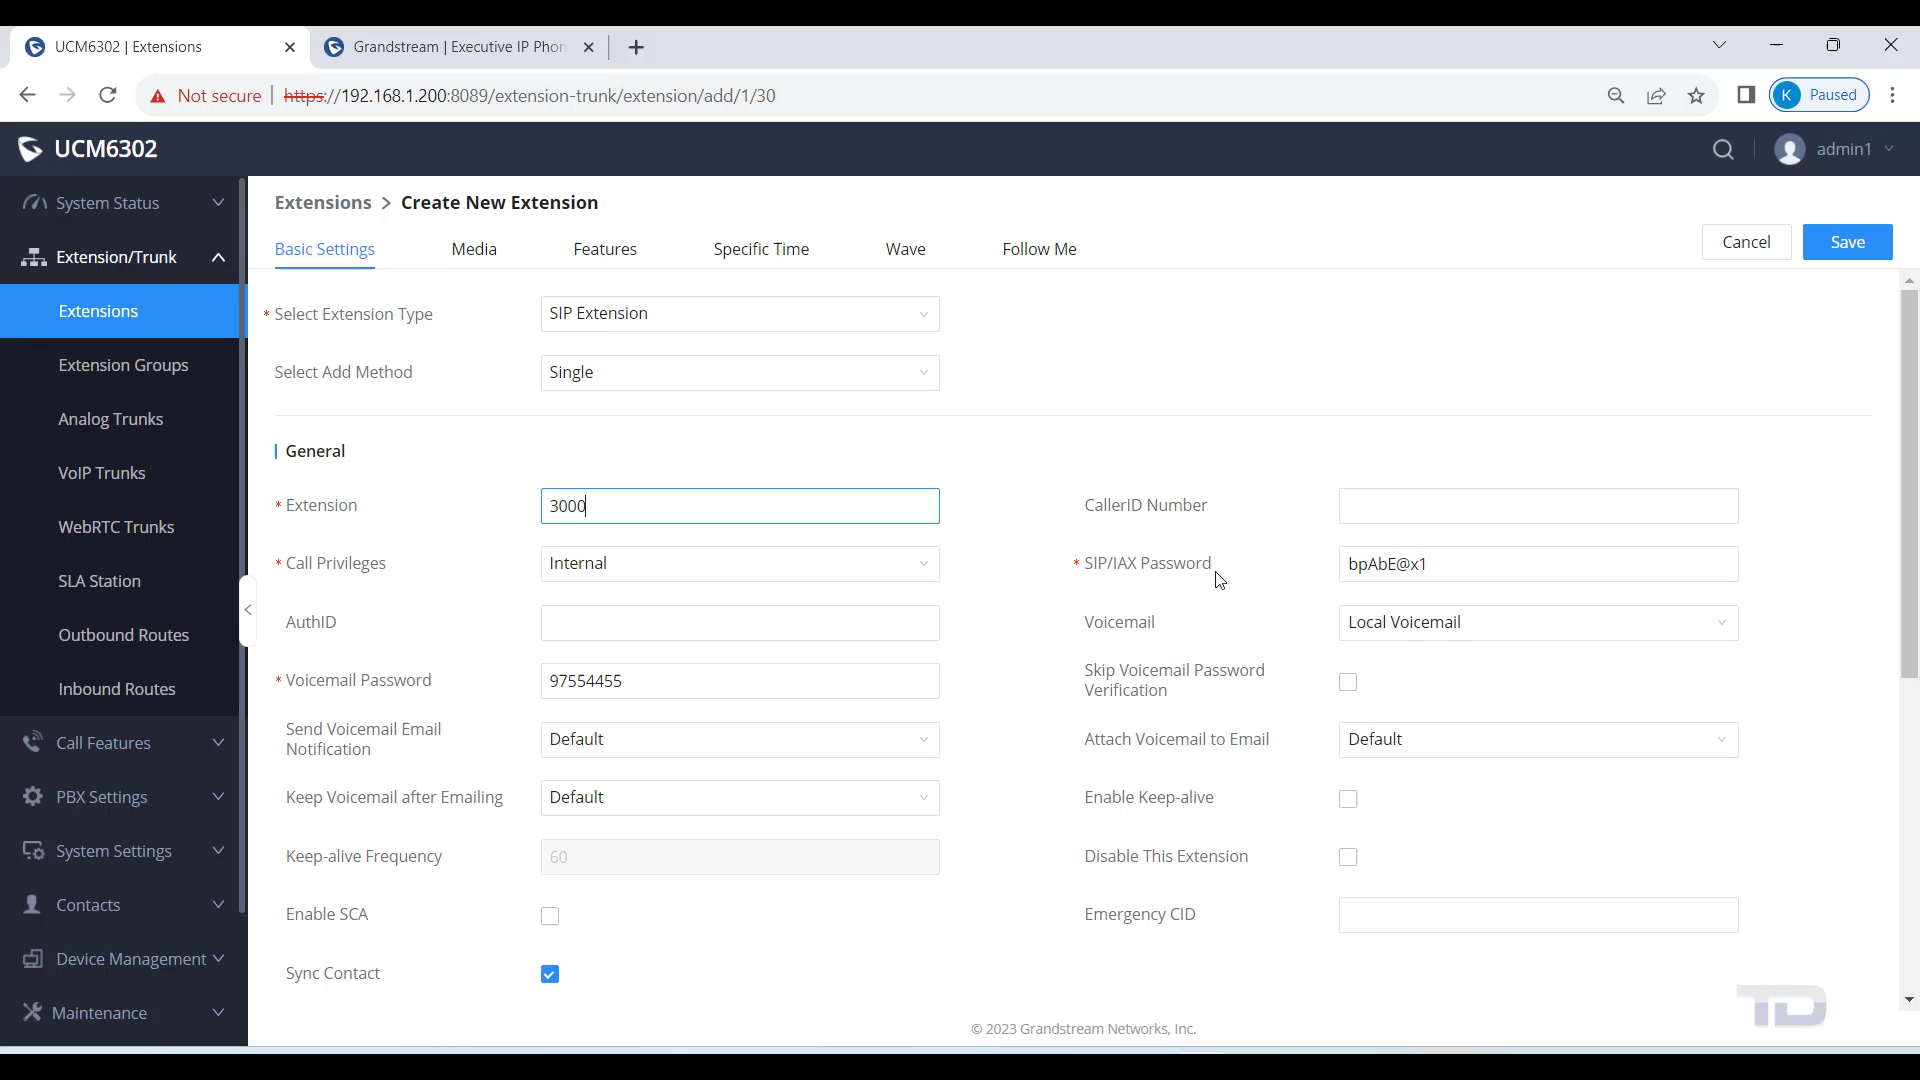 UCM6302 | Extensions
Grandstream | Executive IP Phon
Not secure | https://192.168.1.200:8089/extension-trunk/extension/add/1/30
K Paused
UCM6302
admin1
System Status
Extension/Trunk
Extensions
Extension Groups
Analog Trunks
VoIP Trunks
WebRTC Trunks
SLA Station
Outbound Routes
Inbound Routes
Call Features
PBX Settings
System Settings
Contacts
Device Management
Maintenance
Extensions > Create New Extension
Basic Settings Media Features Specific Time Wave Follow Me
Cancel Save
* Select Extension Type SIP Extension
Select Add Method Single
General
* Extension 3000 CallerID Number
* Call Privileges Internal * SIP/IAX Password bpAbE@x1
AuthID Voicemail Local Voicemail
* Voicemail Password 97554455 Skip Voicemail Password
Verification
Send Voicemail Email
Notification Default Attach Voicemail to Email Default
Keep Voicemail after Emailing Default Enable Keep-alive
Keep-alive Frequency 60 Disable This Extension
Enable SCA Emergency CID
Sync Contact
TD
© 2023 Grandstream Networks, Inc.